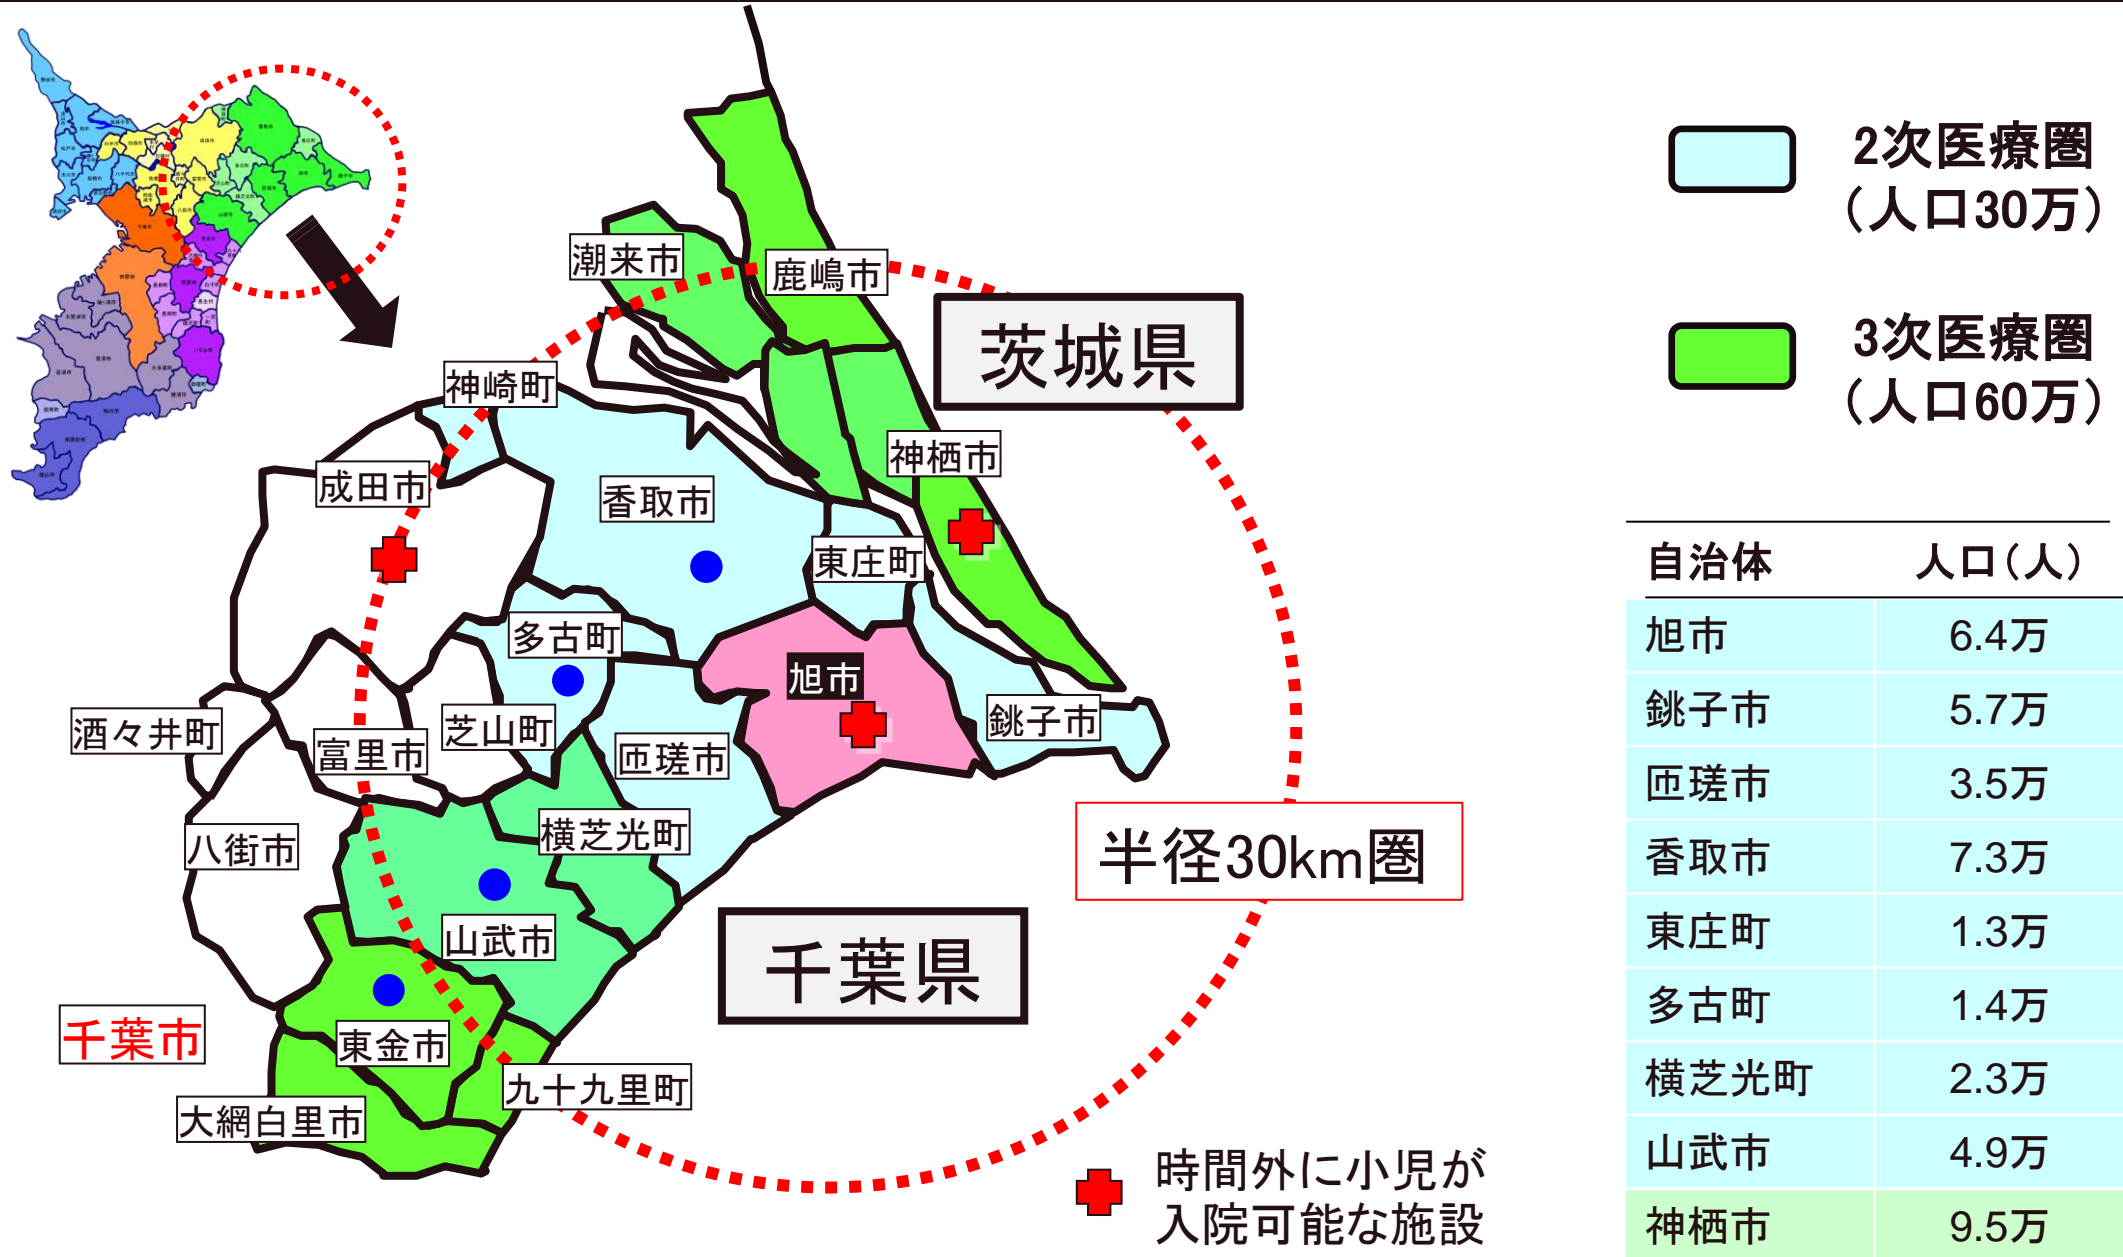 2次医療圏
（人口30万）
3次医療圏
（人口60万）
潮来市
鹿嶋市
茨城県
神崎町
成田市
香取市
神栖市
東庄町
多古町
旭市
酒々井町
富里市
芝山町
匝瑳市
銚子市
八街市
横芝光町
半径30km圏
山武市
千葉県
千葉市
東金市
九十九里町
大網白里市
時間外に小児が
入院可能な施設
自治体 人口（人）
旭市 6.4万
銚子市 5.7万
匝瑳市 3.5万
香取市 7.3万
東庄町 1.3万
多古町 1.4万
横芝光町 2.3万
山武市 4.9万
神栖市 9.5万